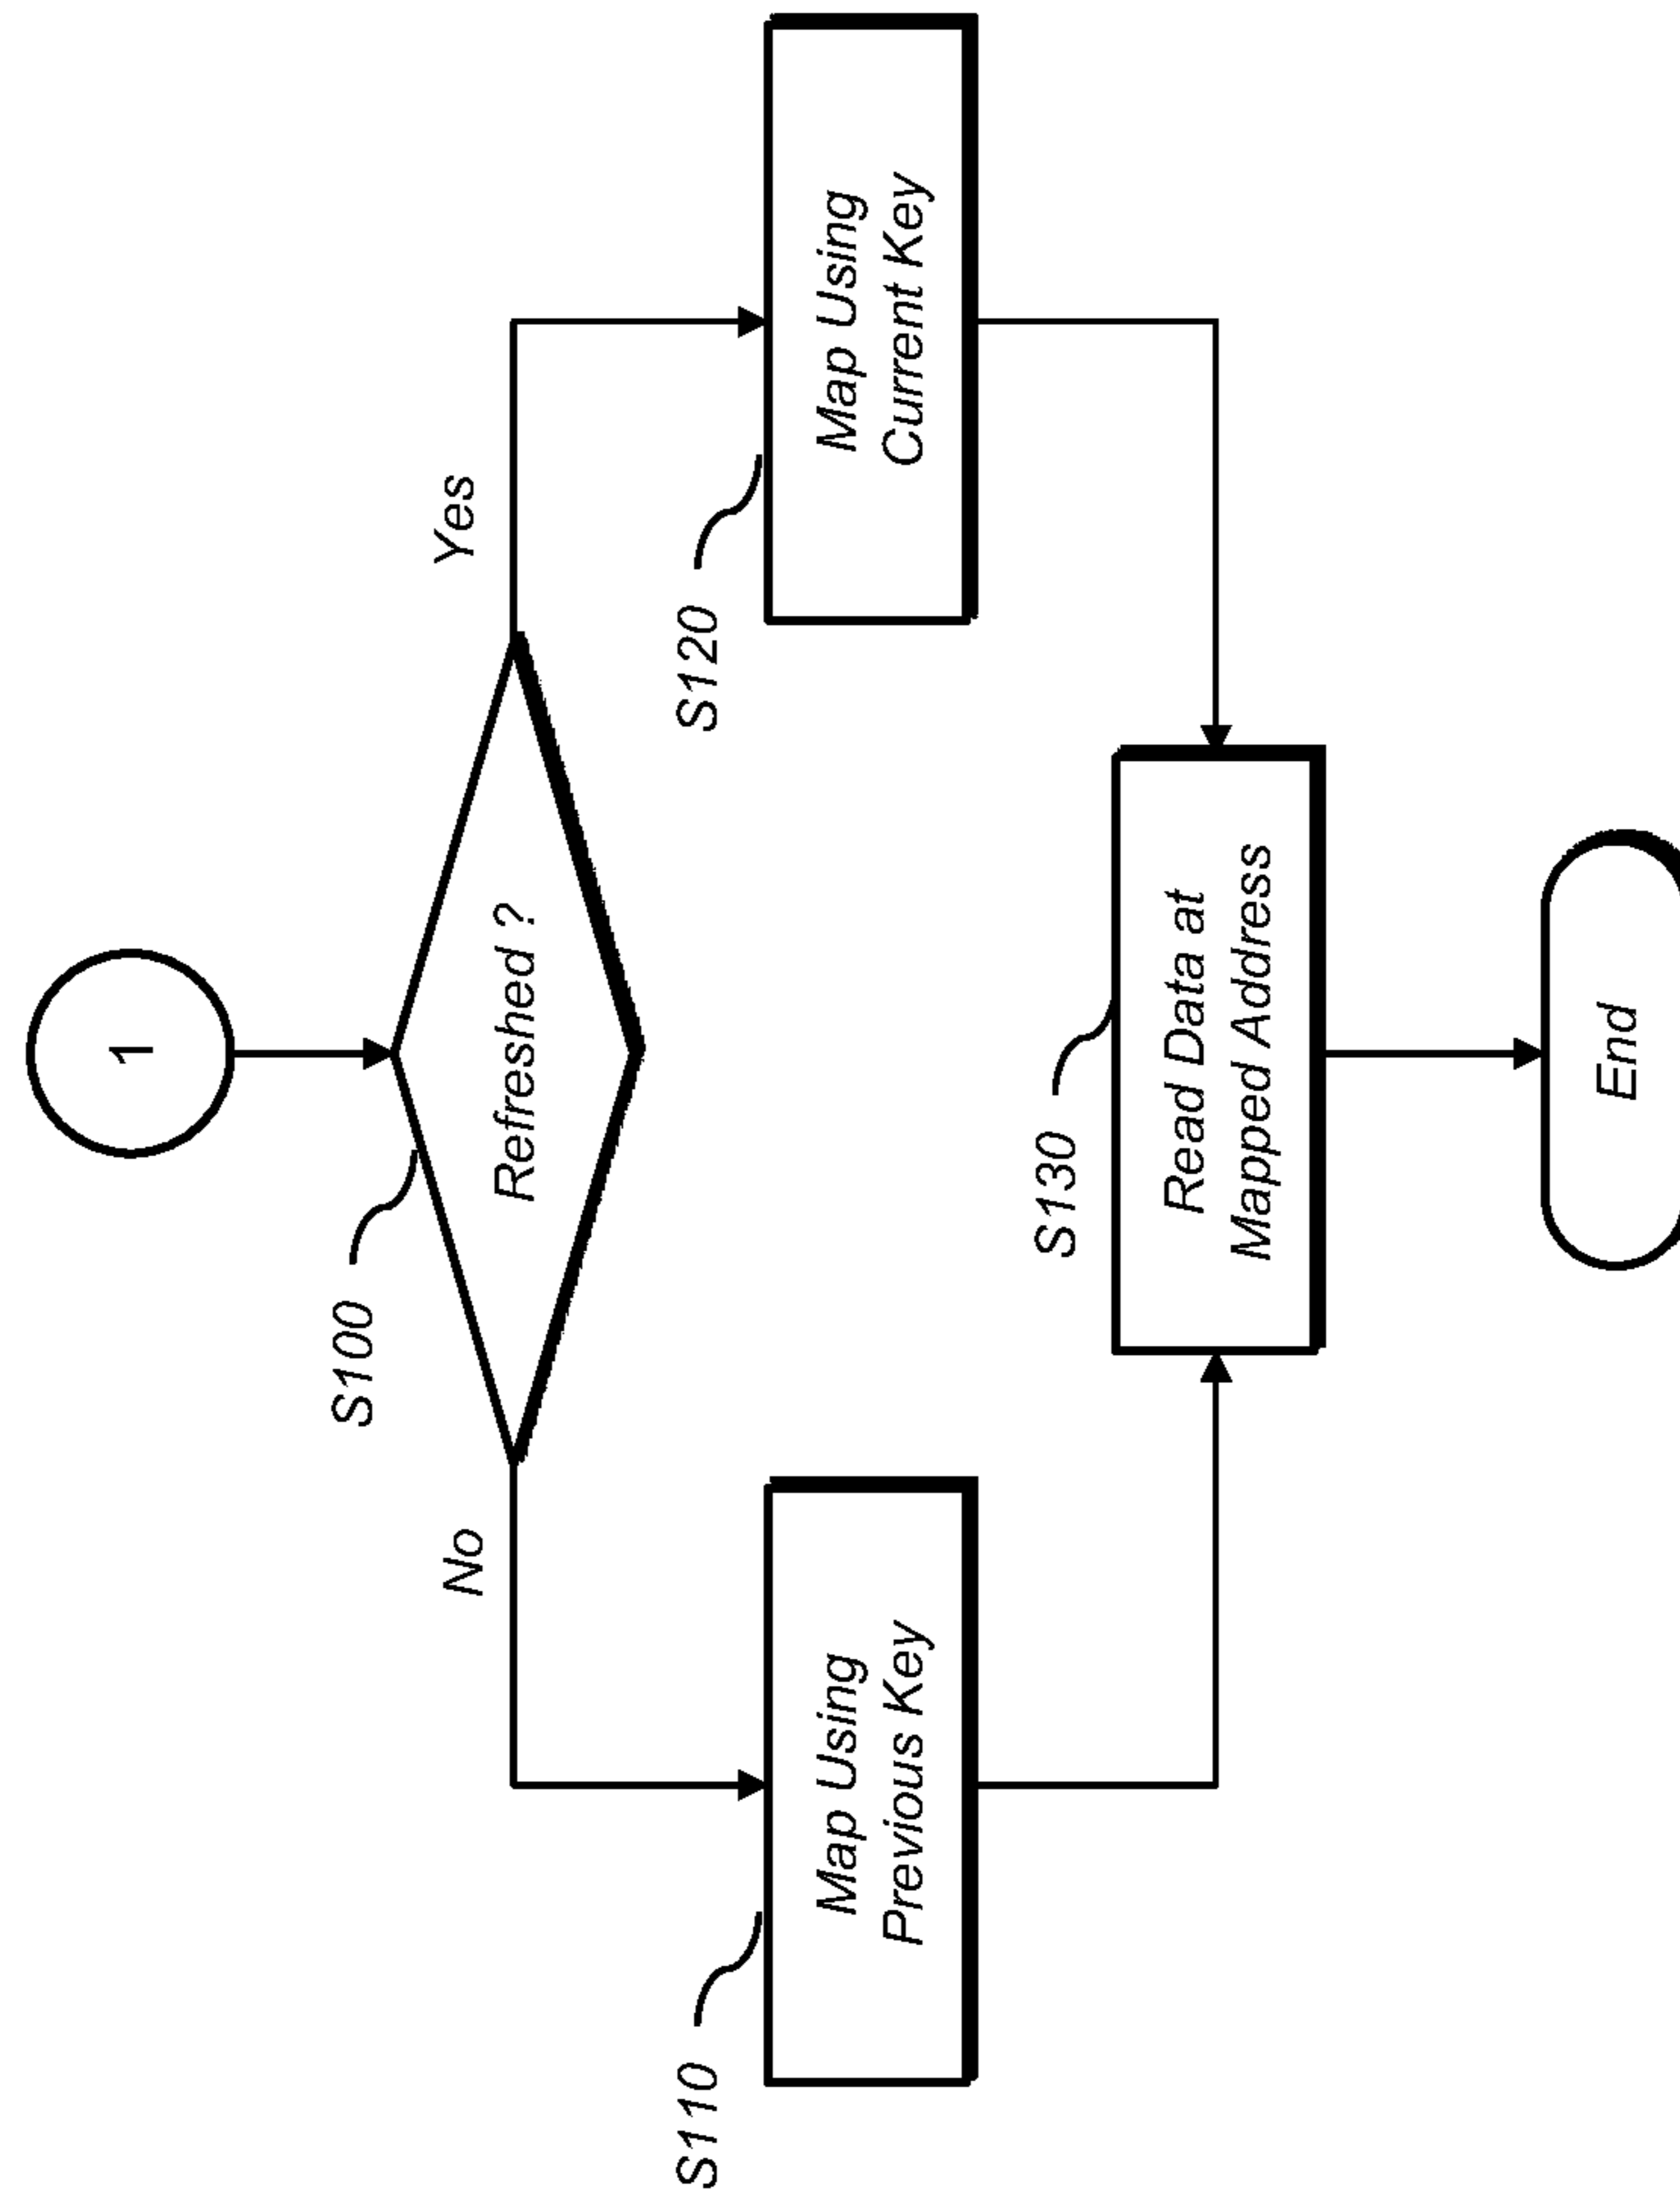 1
S100
Refreshed ?
No
Yes
S110
Map Using
Previous Key
S120
Map Using
Current Key
S130
Read Data at
Mapped Address
End